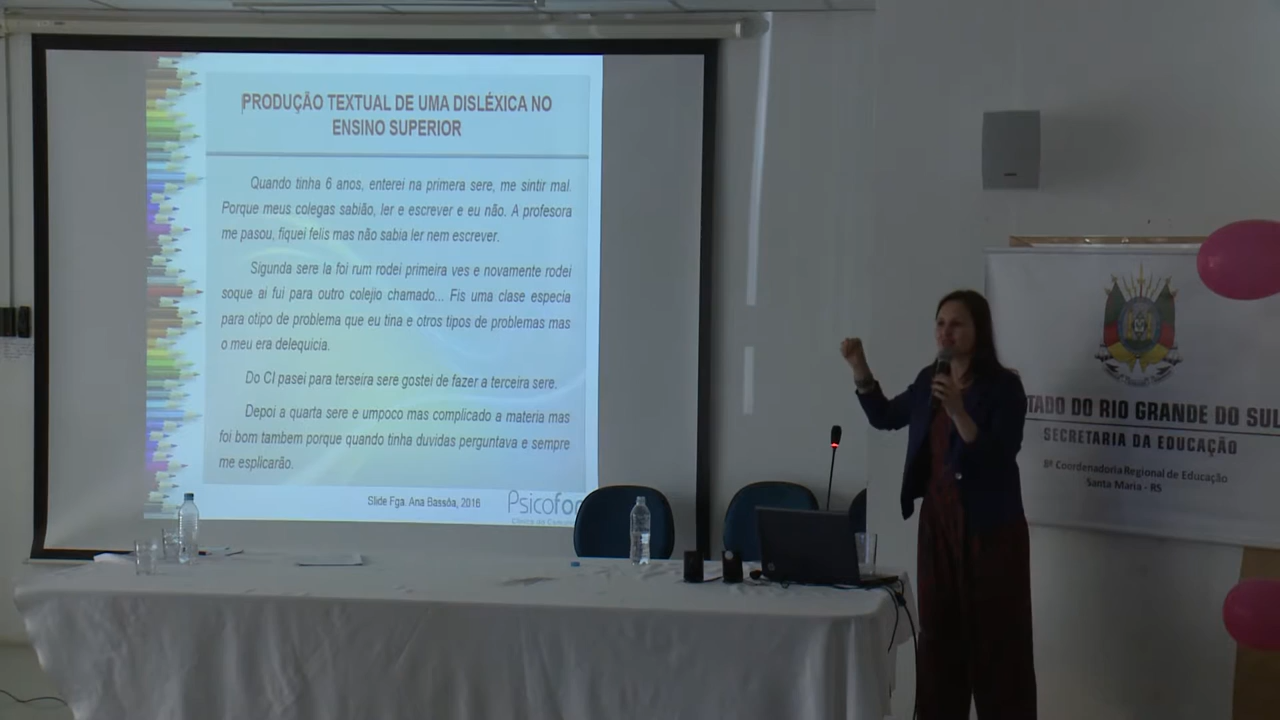 PRODUÇÃO TEXTUAL DE UMA DISLÉXICA NO
ENSINO SUPERIOR
Quando tinha 6 anos, enterei na primera sere, me sintir mal.
Porque meus colegas sabião, ler e escrever e eu não. A profesora
me pasou, fiquei felis mas não sabia ler nem escrever.
Sigunda sere la foi rum rodei primeira ves e novamente rodei
soque ai fui para outro colejio chamado... Fis uma clase especia
para otipo de problema que eu tina e otros tipos de problemas mas
o meu era delequicia.
Do CI pasei para terseira sere gostei de fazer a terceira sere.
Depoi a quarta sere e umpoco mas complicado a materia mas
foi bom tambem porque quando tinha duvidas perguntava e sempre
me esplicarão.
Slide Fga. Ana Bassôa, 2016
Psicofor
TADO DO RIO GRANDE DO SUL
SECRETARIA DA EDUCAÇÃO
8ª Coordenadoria Regional de Educação
Santa Maria - RS